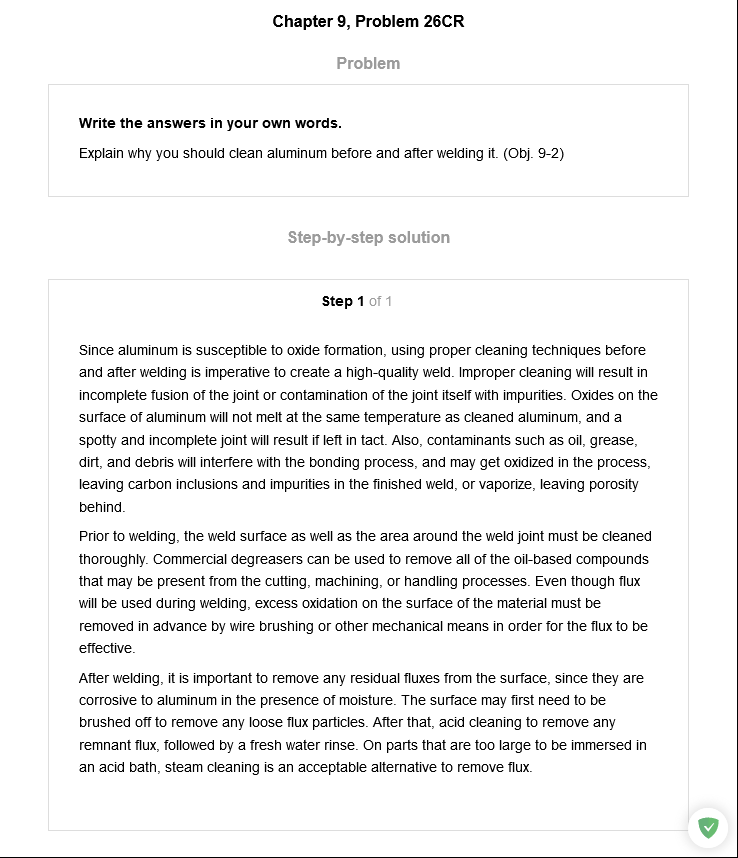 Chapter 9, Problem 26CR
Problem
Write the answers in your own words.
Explain why you should clean aluminum before and after welding it. (Obj. 9-2)
Step-by-step solution
Step 1 of 1
Since aluminum is susceptible to oxide formation, using proper cleaning techniques before
and after welding is imperative to create a high-quality weld. Improper cleaning will result in
incomplete fusion of the joint or contamination of the joint itself with impurities. Oxides on the
surface of aluminum will not melt at the same temperature as cleaned aluminum, and a
spotty and incomplete joint will result if left in tact. Also, contaminants such as oil, grease,
dirt, and debris will interfere with the bonding process, and may get oxidized in the process,
leaving carbon inclusions and impurities in the finished weld, or vaporize, leaving porosity
behind.
Prior to welding, the weld surface as well as the area around the weld joint must be cleaned
thoroughly. Commercial degreasers can be used to remove all of the oil-based compounds
that may be present from the cutting, machining, or handling processes. Even though flux
will be used during welding, excess oxidation on the surface of the material must be
removed in advance by wire brushing or other mechanical means in order for the flux to be
effective.
After welding, it is important to remove any residual fluxes from the surface, since they are
corrosive to aluminum in the presence of moisture. The surface may first need to be
brushed off to remove any loose flux particles. After that, acid cleaning to remove any
remnant flux, followed by a fresh water rinse. On parts that are too large to be immersed in
an acid bath, steam cleaning is an acceptable alternative to remove flux.